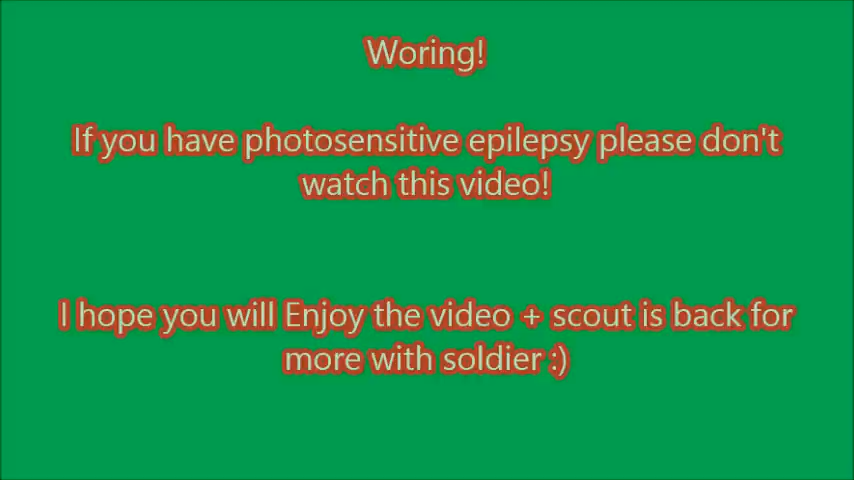 Woring!
If you have photosensitive epilepsy please don't
watch this video!
I hope you will Enjoy the video + scout is back for
more with soldier :)